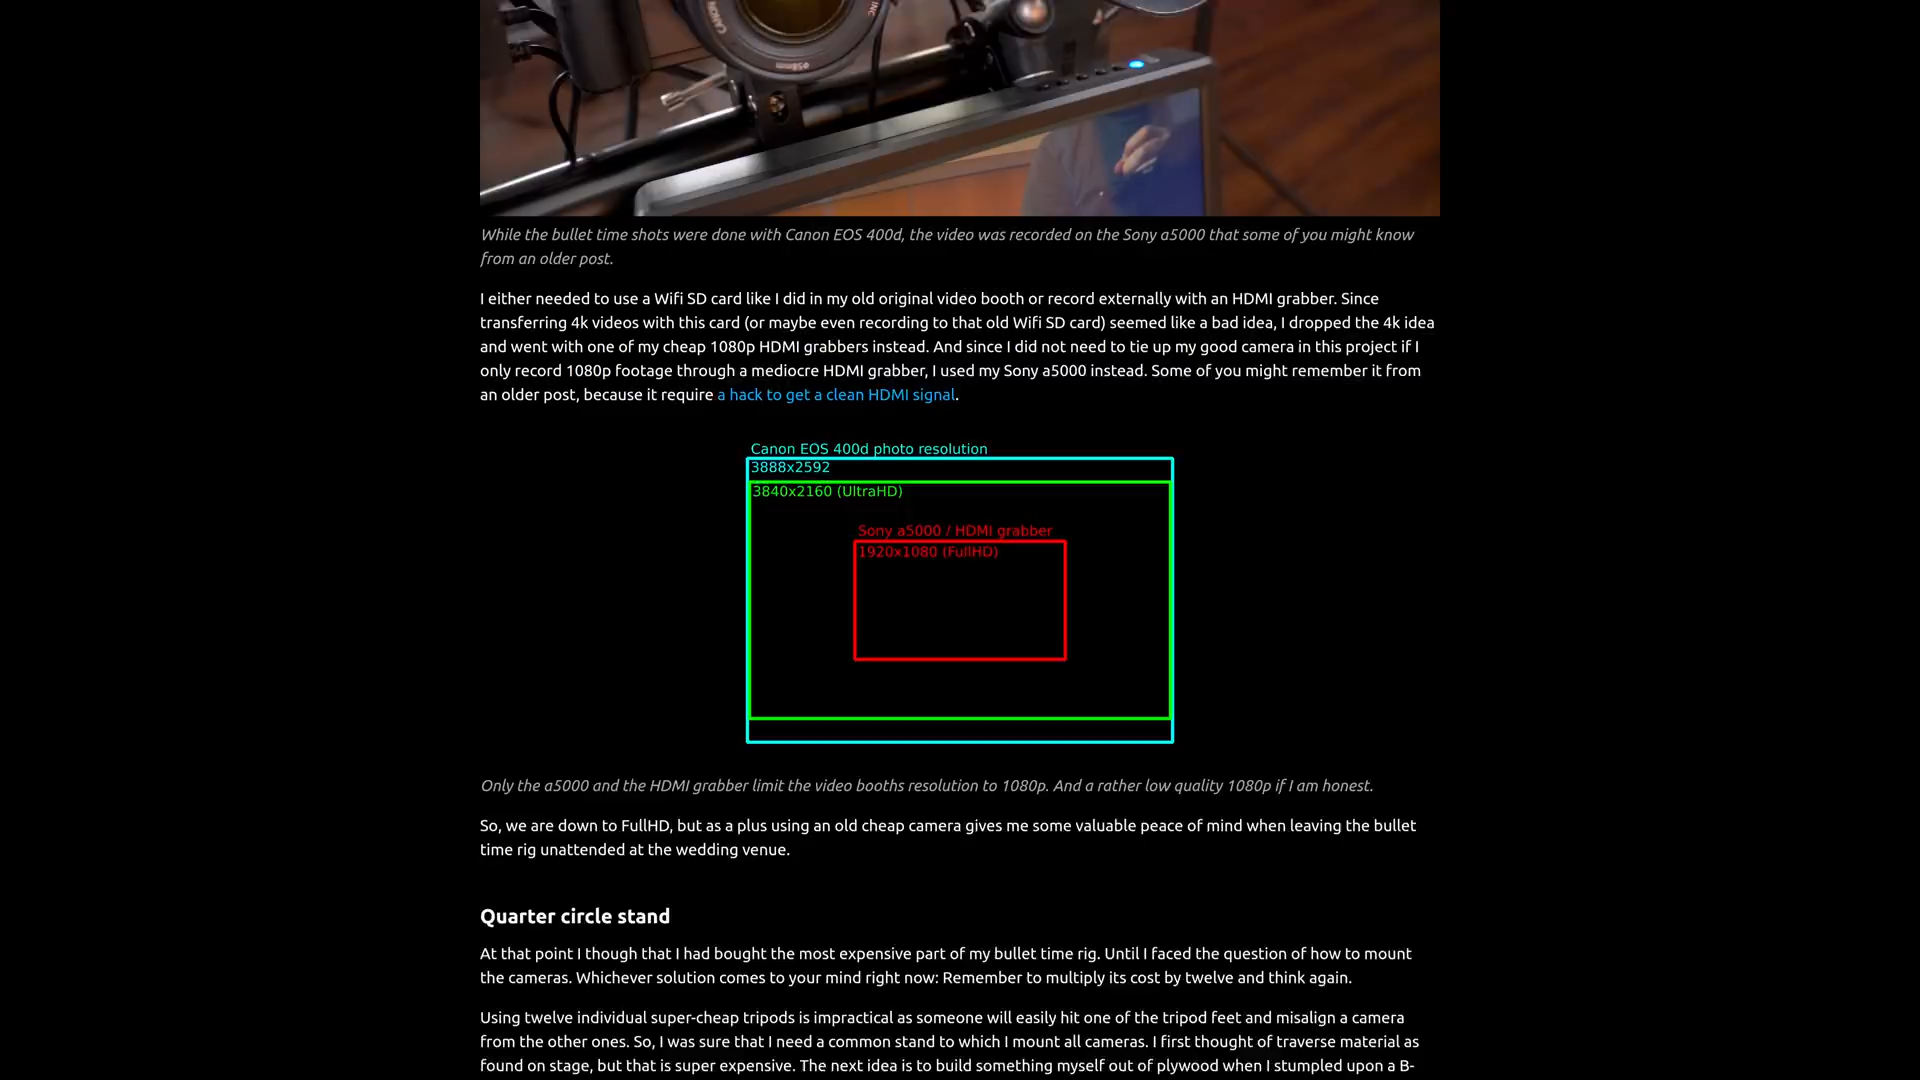 CANON INC
ø58mm
While the bullet time shots were done with Canon EOS 400d, the video was recorded on the Sony a5000 that some of you might know
from an older post.
I either needed to use a Wifi SD card like I did in my old original video booth or record externally with an HDMI grabber. Since
transferring 4k videos with this card (or maybe even recording to that old Wifi SD card) seemed like a bad idea, I dropped the 4k idea
and went with one of my cheap 1080p HDMI grabbers instead. And since I did not need to tie up my good camera in this project if I
only record 1080p footage through a mediocre HDMI grabber, I used my Sony a5000 instead. Some of you might remember it from
an older post, because it require a hack to get a clean HDMI signal.
Canon EOS 400d photo resolution
3888x2592
3840x2160 (UltraHD)
Sony a5000 / HDMI grabber
1920x1080 (FullHD)
Only the a5000 and the HDMI grabber limit the video booths resolution to 1080p. And a rather low quality 1080p if I am honest.
So, we are down to FullHD, but as a plus using an old cheap camera gives me some valuable peace of mind when leaving the bullet
time rig unattended at the wedding venue.
Quarter circle stand
At that point I though that I had bought the most expensive part of my bullet time rig. Until I faced the question of how to mount
the cameras. Whichever solution comes to your mind right now: Remember to multiply its cost by twelve and think again.
Using twelve individual super-cheap tripods is impractical as someone will easily hit one of the tripod feet and misalign a camera
from the other ones. So, I was sure that I need a common stand to which I mount all cameras. I first thought of traverse material as
found on stage, but that is super expensive. The next idea is to build something myself out of plywood when I stumpled upon a B-